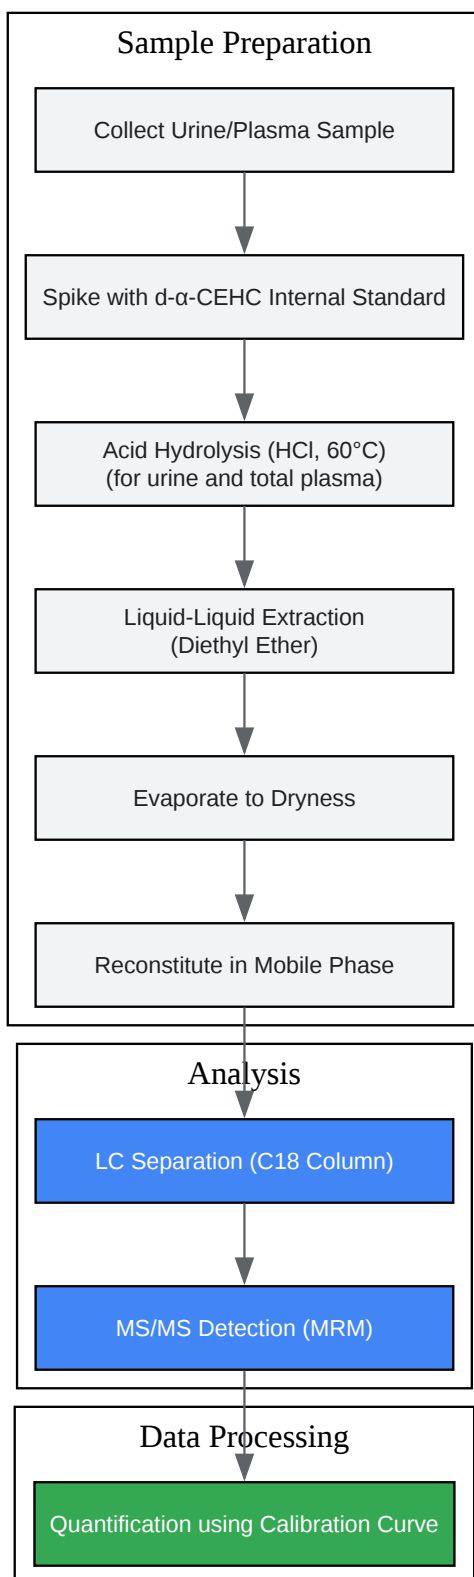 Sample Preparation
Collect Urine/Plasma Sample
Spike with d-α-CEHC Internal Standard
Acid Hydrolysis (HCl, 60°C)
(for urine and total plasma)
Liquid-Liquid Extraction
(Diethyl Ether)
Evaporate to Dryness
Reconstitute in Mobile Phase
Analysis
LC Separation (C18 Column)
MS/MS Detection (MRM)
Data Processing
Quantification using Calibration Curve